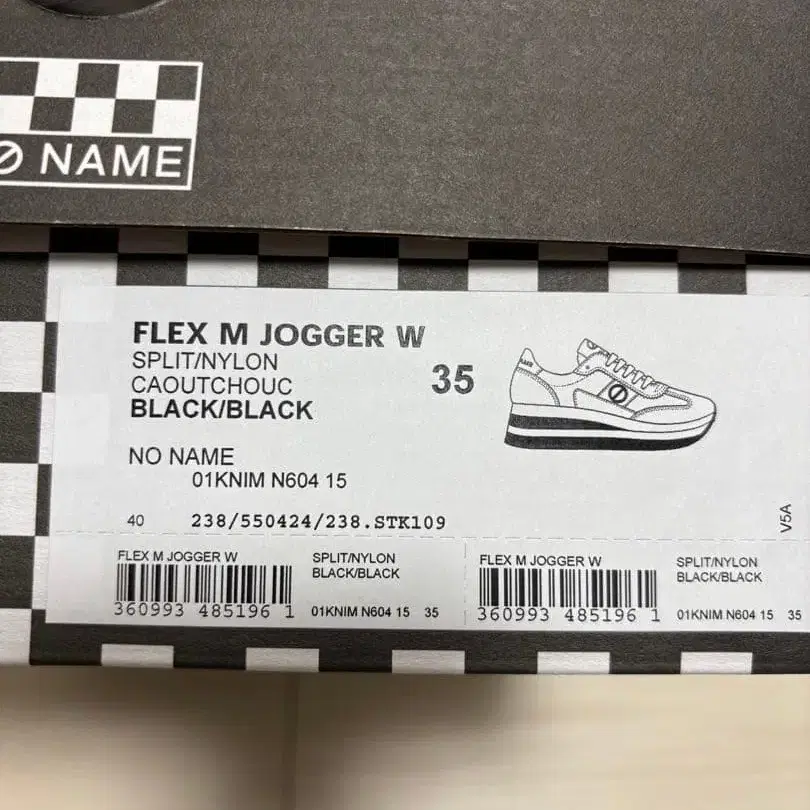 Ø NAME
FLEX M JOGGER W
SPLIT/NYLON
CAOUTCHOUC
BLACK/BLACK
35
NO NAME
01KNIM N604 15
40 238/550424/238.STK109
V5A
FLEX M JOGGER W
SPLIT/NYLON
BLACK/BLACK
360993 485196 1
01KNIM N604 15 35
FLEX M JOGGER W
SPLIT/NYLON
BLACK/BLACK
360993 485196 1
01KNIM N604 15 35